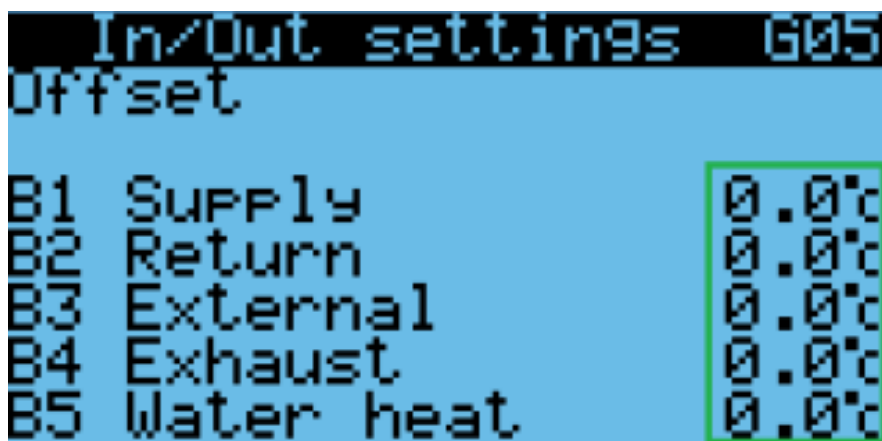 In/Out settings G05
Offset
B1 Supply 0.0°c
B2 Return 0.0°c
B3 External 0.0°c
B4 Exhaust 0.0°c
B5 Water heat 0.0°c